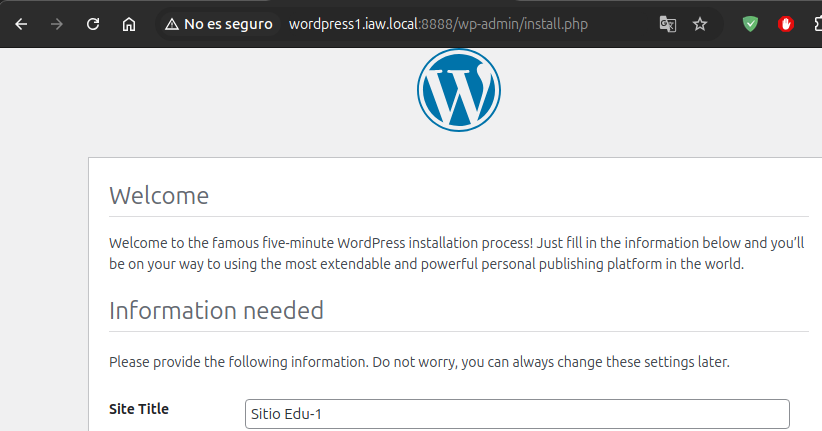 No es seguro wordpress1.iaw.local:8888/wp-admin/install.php
Welcome
Welcome to the famous five-minute WordPress installation process! Just fill in the information below and you’ll
be on your way to using the most extendable and powerful personal publishing platform in the world.
Information needed
Please provide the following information. Do not worry, you can always change these settings later.
Site Title Sitio Edu-1